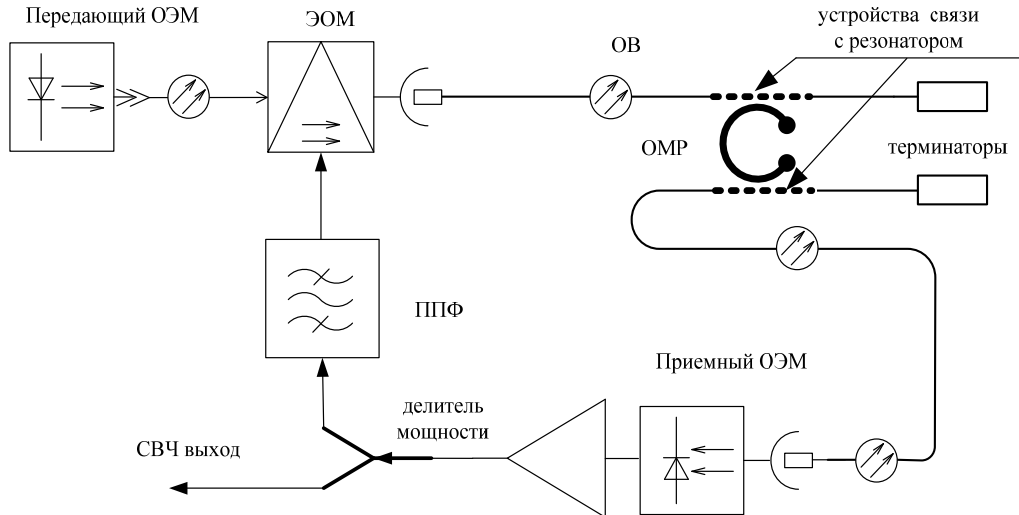 Передающий ОЭМ
ЭОМ
устройства связи
с резонатором
ОВ
ОМР
терминаторы
ППФ
Приемный ОЭМ
делитель
мощности
СВЧ выход